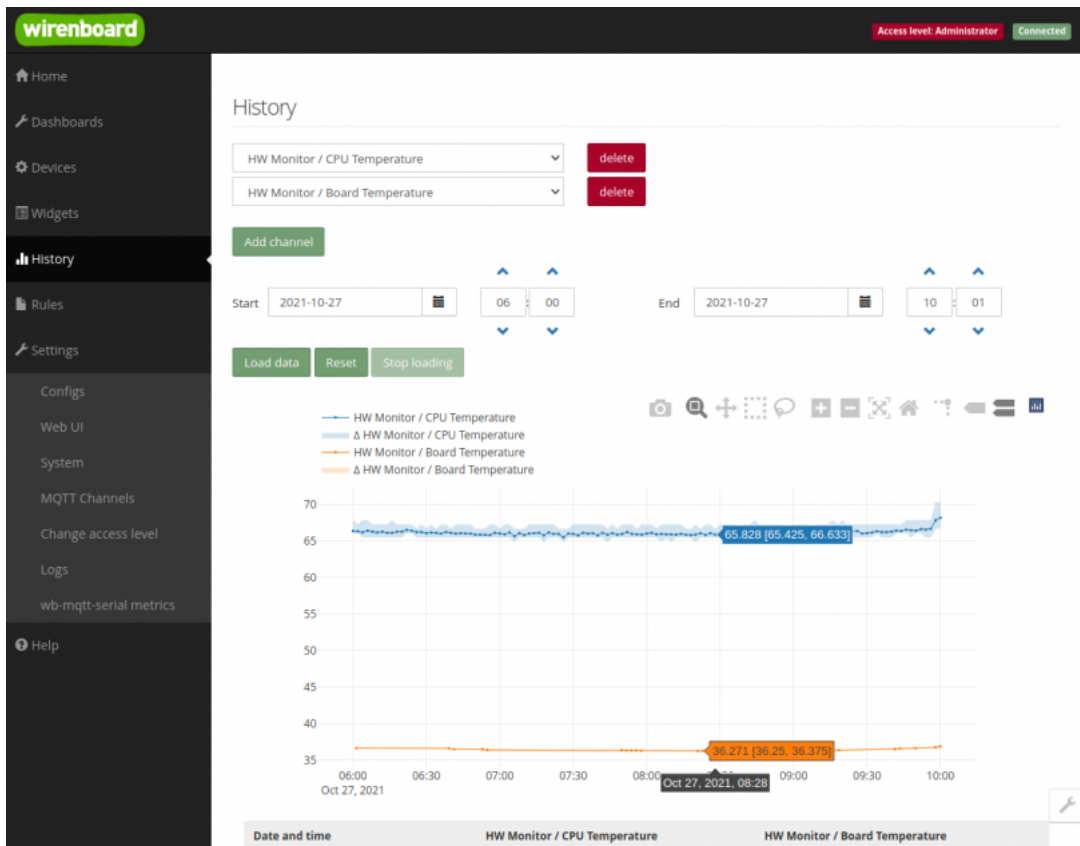 wirenboard
Access level: Administrator Connected
Home
Dashboards
Devices
Widgets
History
Rules
Settings
Configs
Web UI
System
MQTT Channels
Change access level
Logs
wb-mqtt-serial metrics
Help
History
HW Monitor / CPU Temperature delete
HW Monitor / Board Temperature delete
Add channel
Start 2021-10-27 06 : 00 End 2021-10-27 10 : 01
Load data Reset Stop loading
HW Monitor / CPU Temperature
Δ HW Monitor / CPU Temperature
HW Monitor / Board Temperature
Δ HW Monitor / Board Temperature
70
65
65.828 [65.425, 66.633]
60
55
50
45
40
36.271 [36.25, 36.375]
35
06:00 06:30 07:00 07:30 08:00 09:00 09:30 10:00
Oct 27, 2021
Oct 27, 2021, 08:28
Date and time HW Monitor / CPU Temperature HW Monitor / Board Temperature